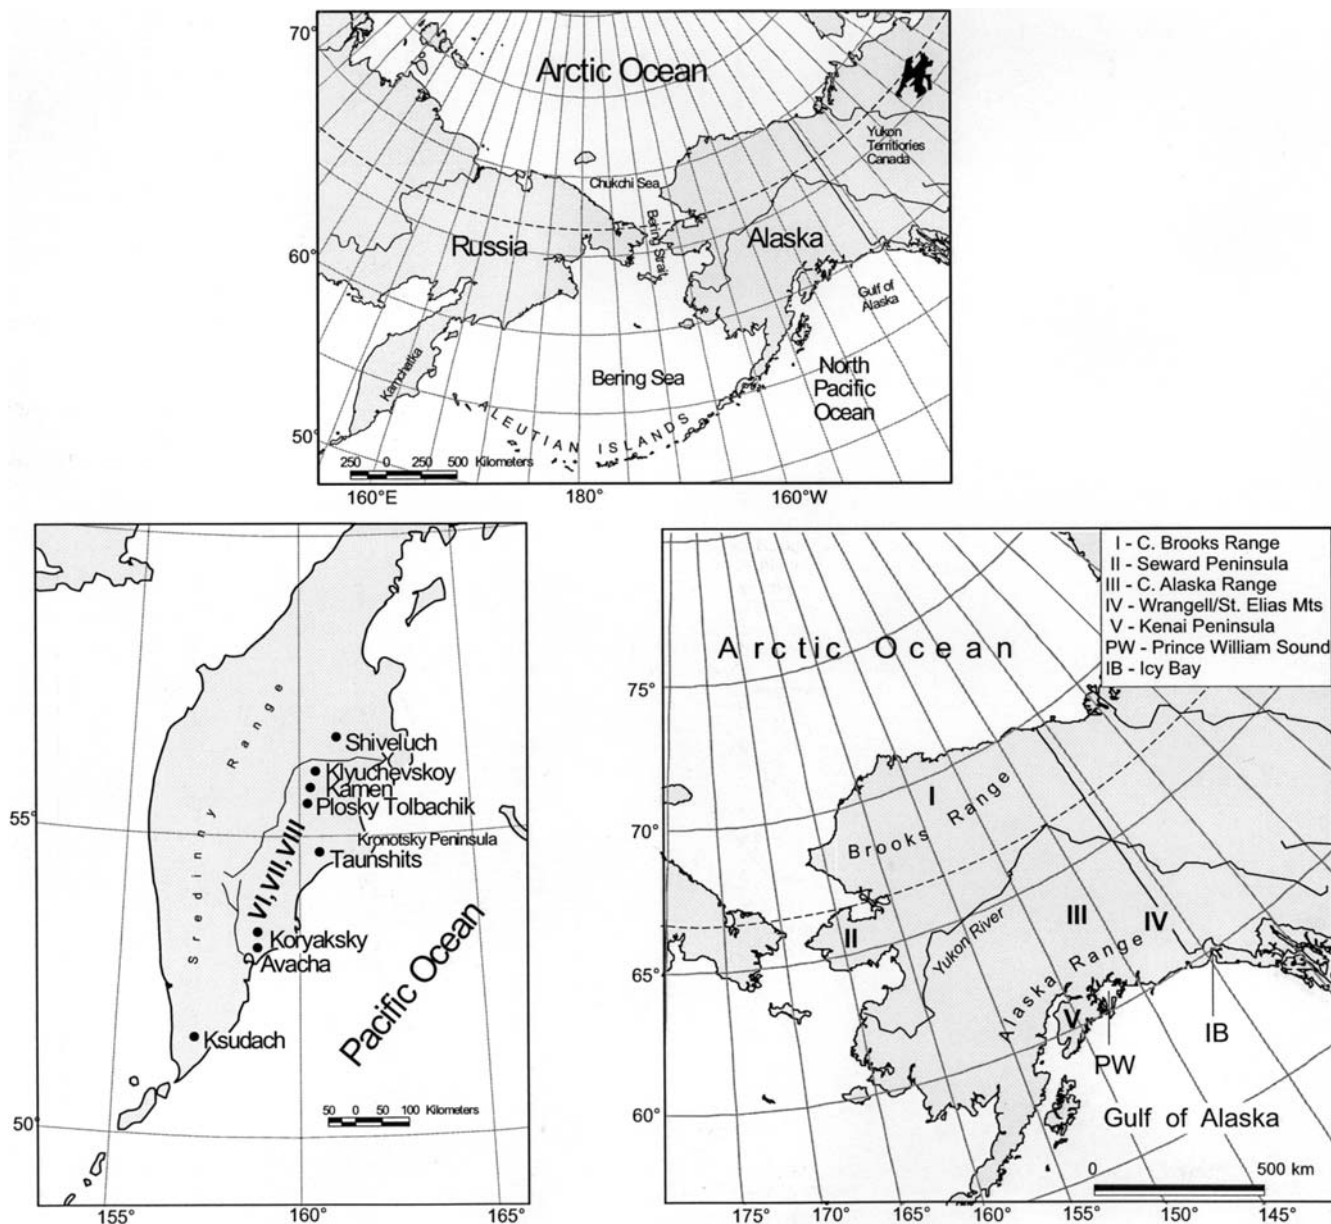 70°
Arctic Ocean
Yukon
Territiories
Canada
Chukchi Sea
Bering Strait
Russia
Alaska
60°
Gulf of
Alaska
Kamchatka
Bering Sea
North
Pacific
Ocean
ALEUTIAN ISLANDS
50°
250 0 250 500 Kilometers
160°E
180°
160°W
Sredinny Range
Shiveluch
Klyuchevskoy
Kamen
Plosky Tolbachik
55°
Kronotsky Peninsula
Taunshits
VI, VII, VIII
Koryaksky
Avacha
Pacific Ocean
Ksudach
50 0 50 100 Kilometers
50°
155°
160°
165°
I - C. Brooks Range
II - Seward Peninsula
III - C. Alaska Range
IV - Wrangell/St. Elias Mts
V - Kenai Peninsula
PW - Prince William Sound
IB - Icy Bay
Arctic Ocean
75°
I
Brooks Range
70°
II
Yukon River
III
IV
65°
Alaska Range
V
IB
PW
60°
Gulf of Alaska
0 500 km
175°
170°
165°
160°
155°
150°
145°